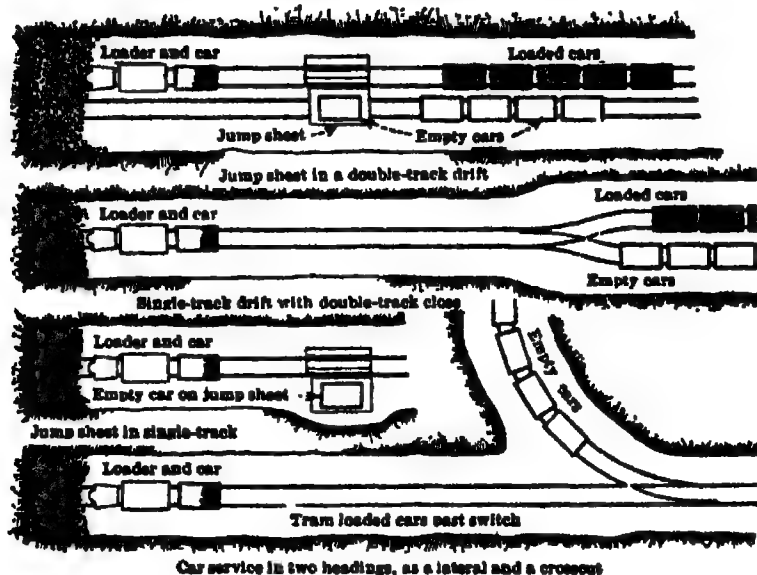 Loader and car
Loaded cars
Jump sheet
Empty cars
Jump sheet in a double-track drift
Loader and car
Loaded cars
Empty cars
Single-track drift with double-track close
Loader and car
Empty car on jump sheet
Empty cars
Jump sheet in single-track
Loader and car
Tram loaded cars past switch
Car service in two headings, as a lateral and a crosscut